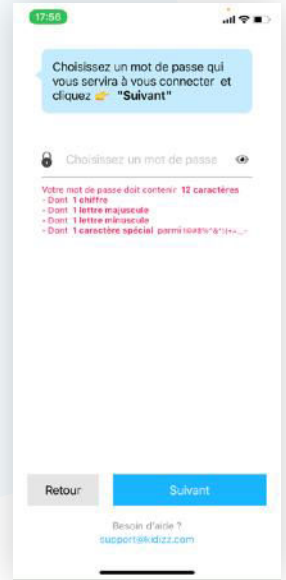 17:56
Choisissez un mot de passe qui
vous servira à vous connecter et
cliquez 👉 "Suivant"
Choisissez un mot de passe
Votre mot de passe doit contenir 12 caractères
- Dont 1 chiffre
- Dont 1 lettre majuscule
- Dont 1 lettre minuscule
- Dont 1 caractère spécial parmi
Retour
Suivant
Besoin d'aide ?
support@kidizz.com